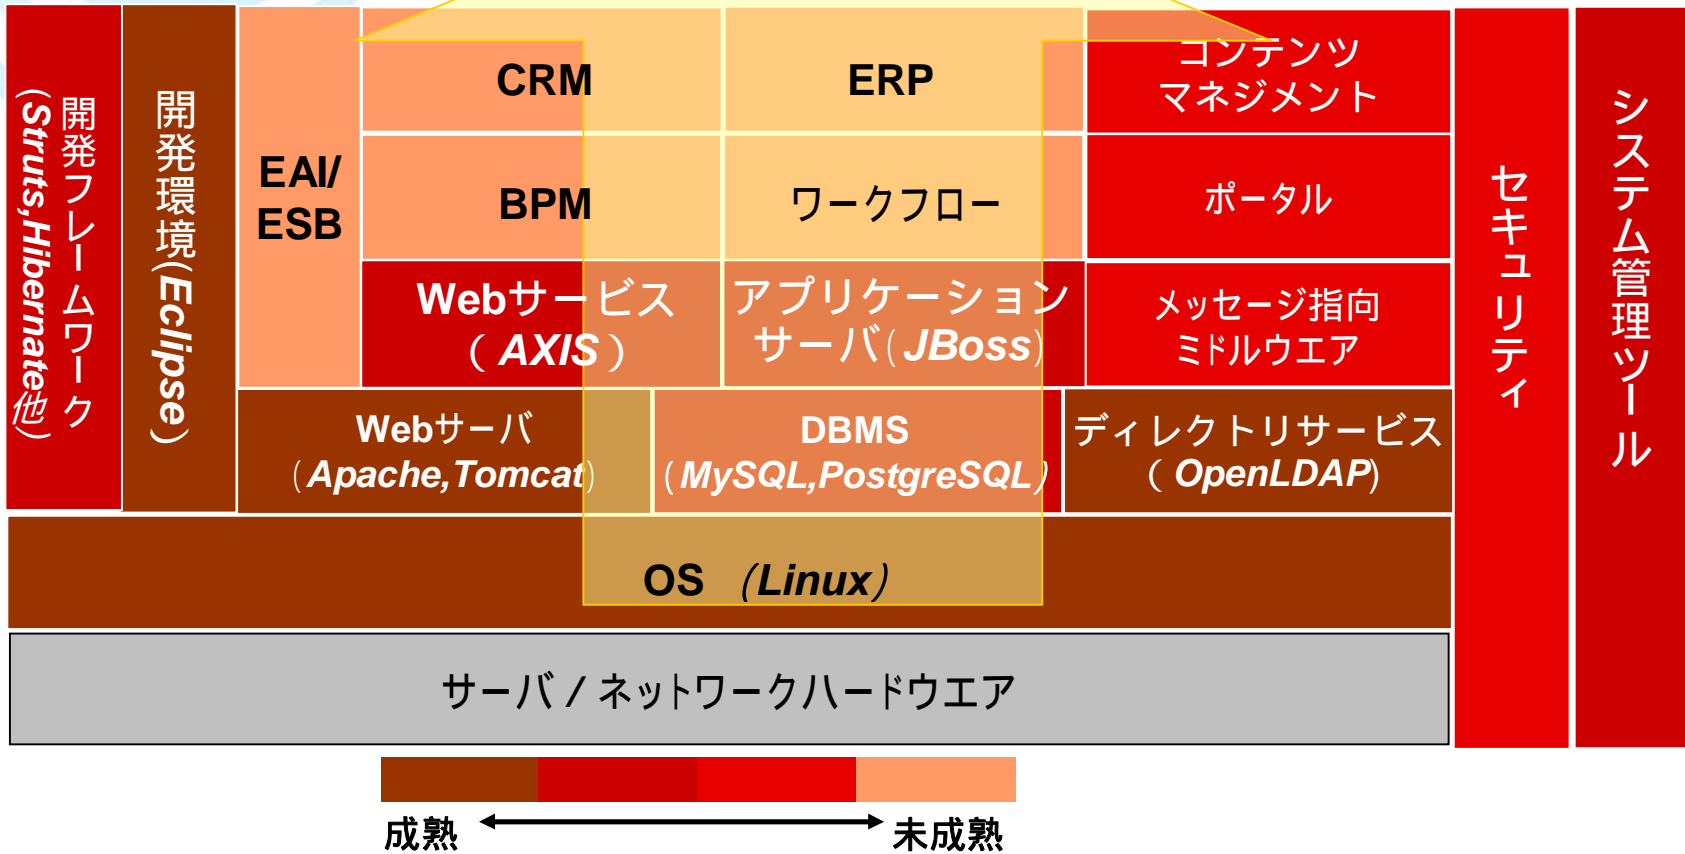 開発フレームワーク
(Struts,Hibernate他)
開発環境(Eclipse)
EAI/
ESB
CRM
ERP
コンテンツ
マネジメント
BPM
ワークフロー
ポータル
Webサービス
（AXIS）
アプリケーション
サーバ(JBoss)
メッセージ指向
ミドルウエア
Webサーバ
(Apache,Tomcat)
DBMS
(MySQL,PostgreSQL)
ディレクトリサービス
（OpenLDAP)
OS (Linux)
サーバ／ネットワークハードウエア
セキュリティ
システム管理ツール
成熟
未成熟